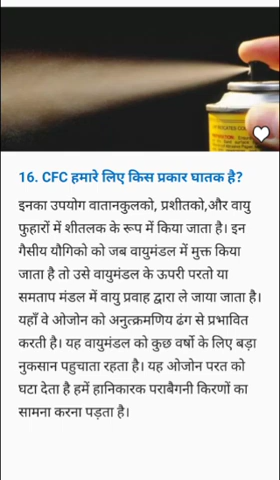 16. CFC हमारे लिए किस प्रकार घातक है?
इनका उपयोग वातानकुलको, प्रशीतको,और वायु
फुहारों में शीतलक के रूप में किया जाता है। इन
गैसीय यौगिको को जब वायुमंडल में मुक्त किया
जाता है तो उसे वायुमंडल के ऊपरी परतो या
समताप मंडल में वायु प्रवाह द्वारा ले जाया जाता है।
यहाँ वे ओजोन को अनुत्क्रमणिय ढंग से प्रभावित
करती है। यह वायुमंडल को कुछ वर्षो के लिए बड़ा
नुकसान पहुचाता रहता है। यह ओजोन परत को
घटा देता है हमें हानिकारक पराबैगनी किरणों का
सामना करना पड़ता है।